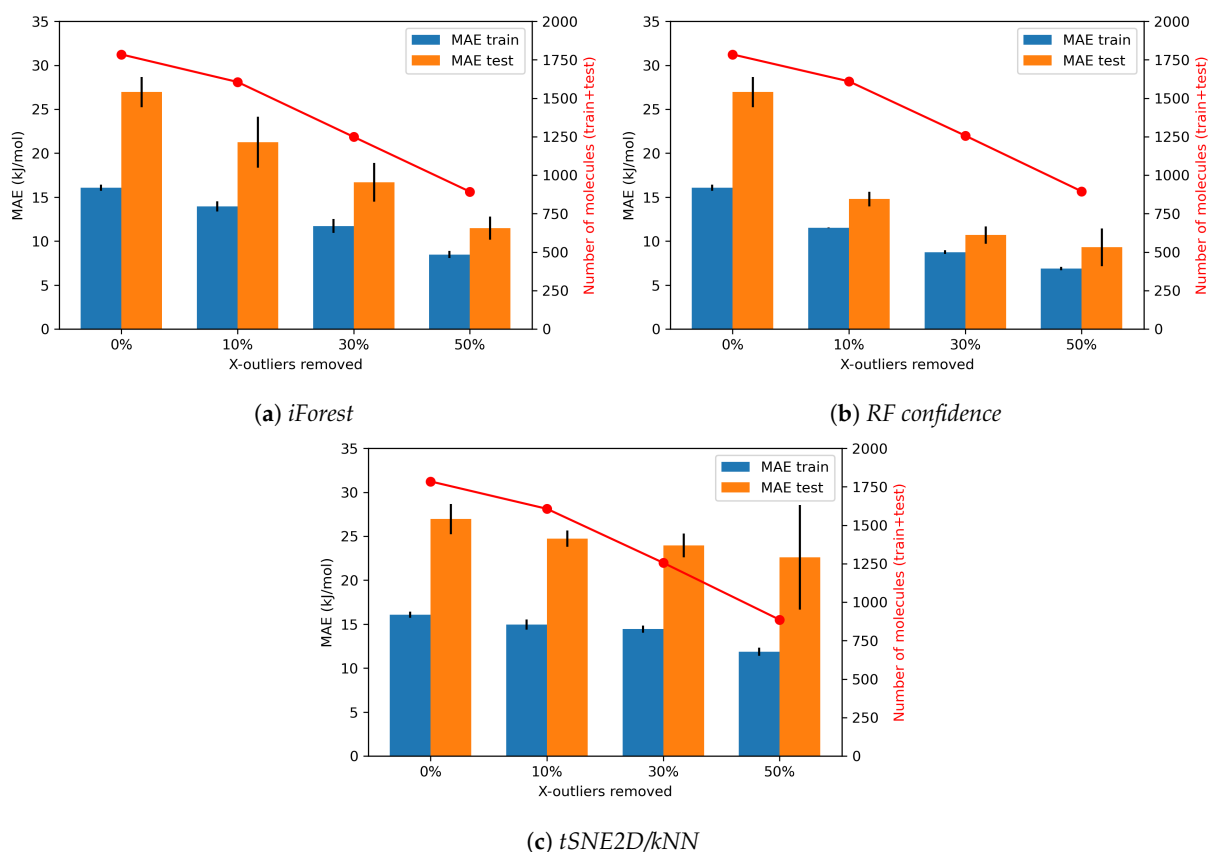 35
30
25
20
15
10
5
0
MAE (kJ/mol)
MAE train
MAE test
2000
1750
1500
1250
1000
750
500
250
0
Number of molecules (train+test)
0% 10% 30% 50%
X-outliers removed
(a) iForest
35
30
25
20
15
10
5
0
MAE (kJ/mol)
MAE train
MAE test
2000
1750
1500
1250
1000
750
500
250
0
Number of molecules (train+test)
0% 10% 30% 50%
X-outliers removed
(b) RF confidence
35
30
25
20
15
10
5
0
MAE (kJ/mol)
MAE train
MAE test
2000
1750
1500
1250
1000
750
500
250
0
Number of molecules (train+test)
0% 10% 30% 50%
X-outliers removed
(c) tSNE2D/kNN